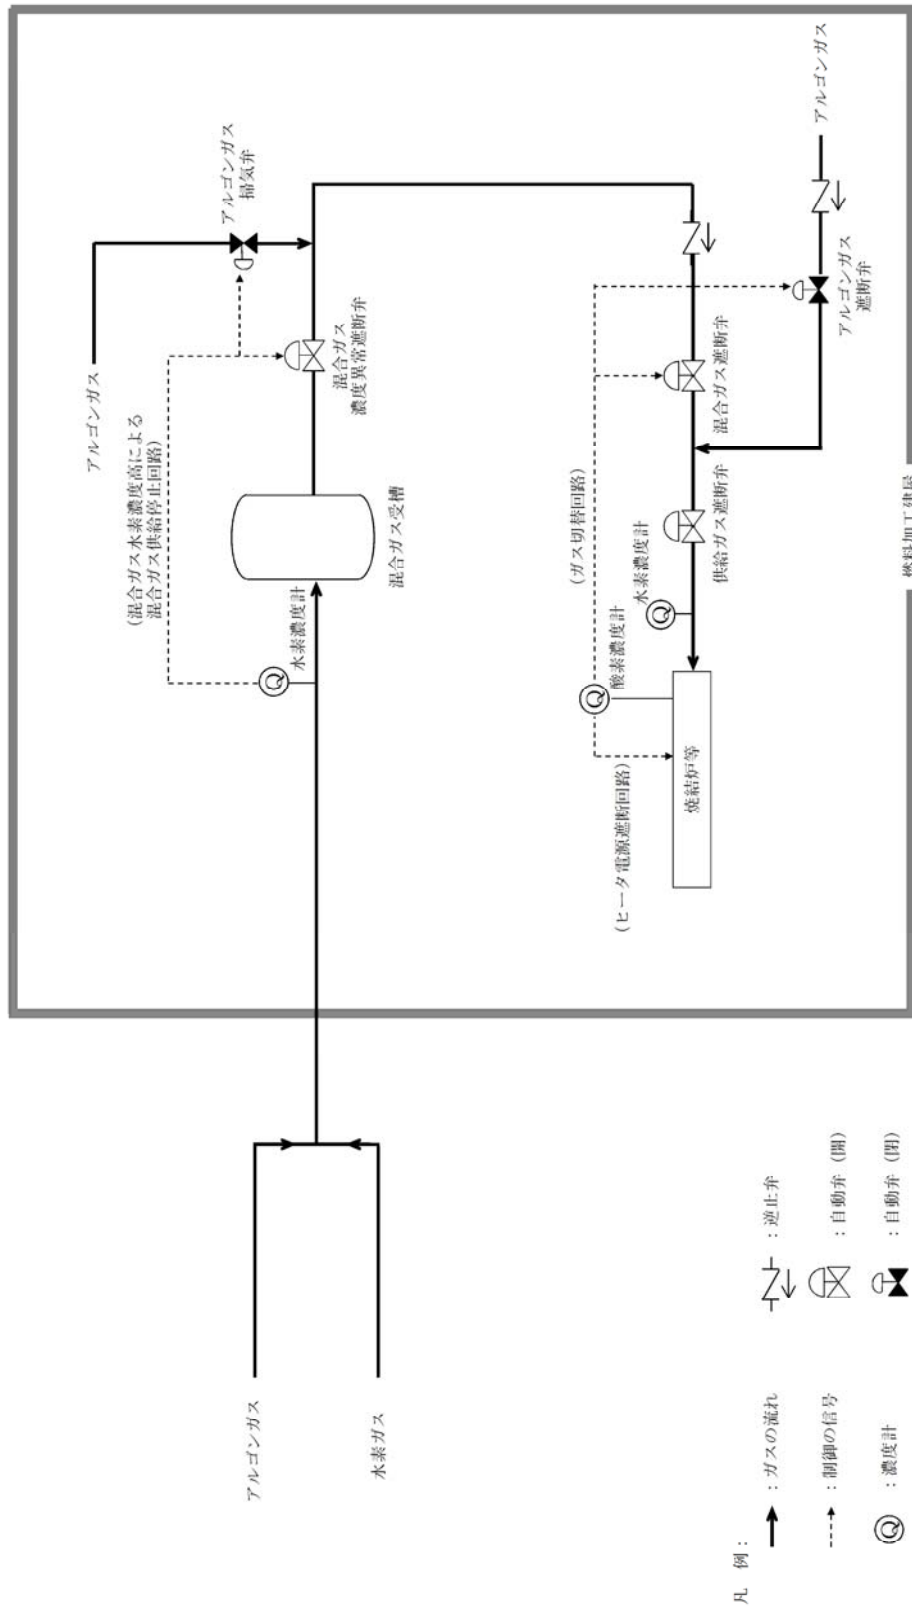 アルゴンガス
水素ガス
アルゴンガス
(混合ガス水素濃度高による
混合ガス供給停止回路)
水素濃度計
Q
混合ガス受槽
混合ガス
濃度異常遮断弁
アルゴンガス
掃気弁
(ヒータ電源遮断回路)
(ガス切替回路)
Q
酸素濃度計
焼結炉等
Q
水素濃度計
供給ガス遮断弁
混合ガス遮断弁
アルゴンガス
遮断弁
アルゴンガス
燃料加工建屋
凡 例:
:ガスの流れ
:逆止弁
:制御の信号
:自動弁 (開)
Q
:濃度計
:自動弁 (閉)